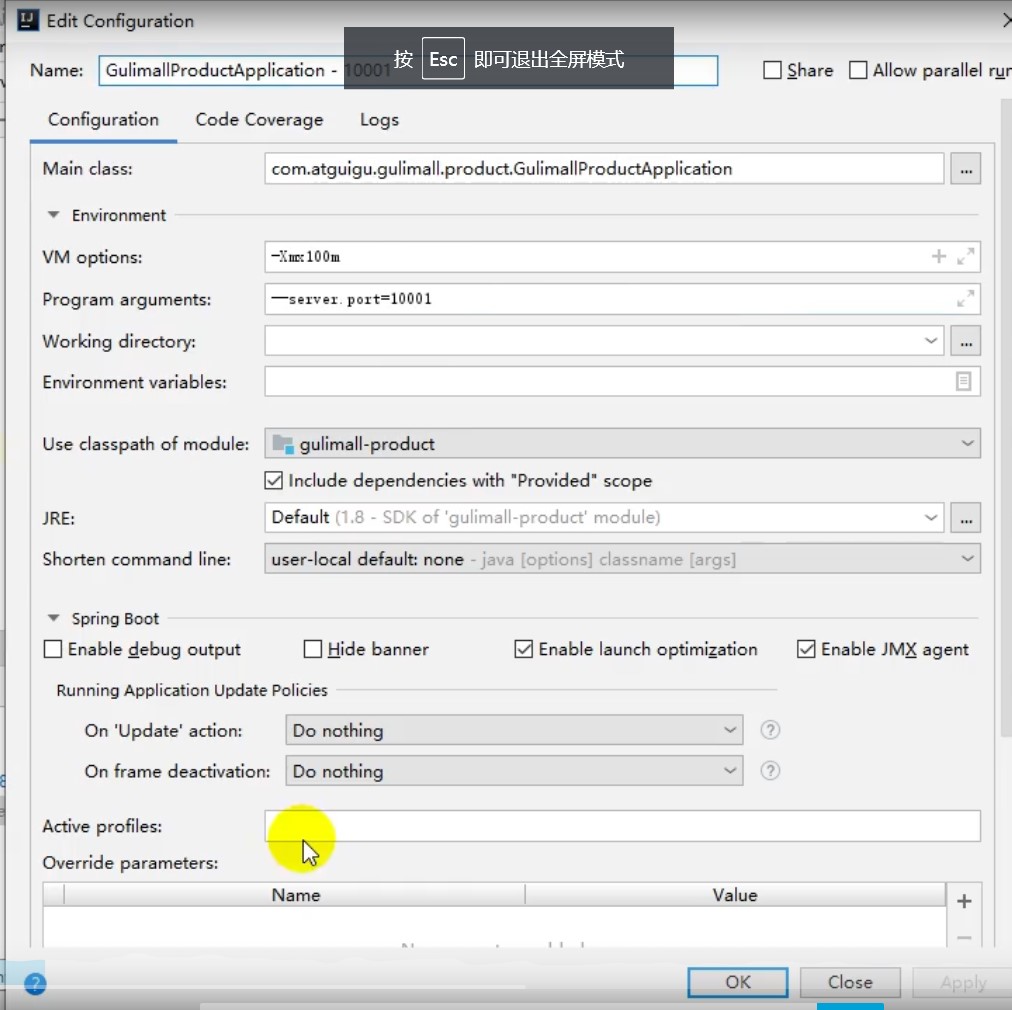 Edit Configuration
按 Esc 即可退出全屏模式
Name: GulimallProductApplication - 10001 Share Allow parallel run
Configuration Code Coverage Logs
Main class: com.atguigu.gulimall.product.GulimallProductApplication ...
Environment
VM options: -Xmx100m
Program arguments: --server.port=10001
Working directory: ...
Environment variables:
Use classpath of module: gulimall-product
Include dependencies with "Provided" scope
JRE: Default (1.8 - SDK of 'gulimall-product' module) ...
Shorten command line: user-local default: none - java [options] classname [args]
Spring Boot
Enable debug output Hide banner Enable launch optimization Enable JMX agent
Running Application Update Policies
On 'Update' action: Do nothing ?
On frame deactivation: Do nothing ?
Active profiles:
Override parameters:
Name Value
? OK Close Apply